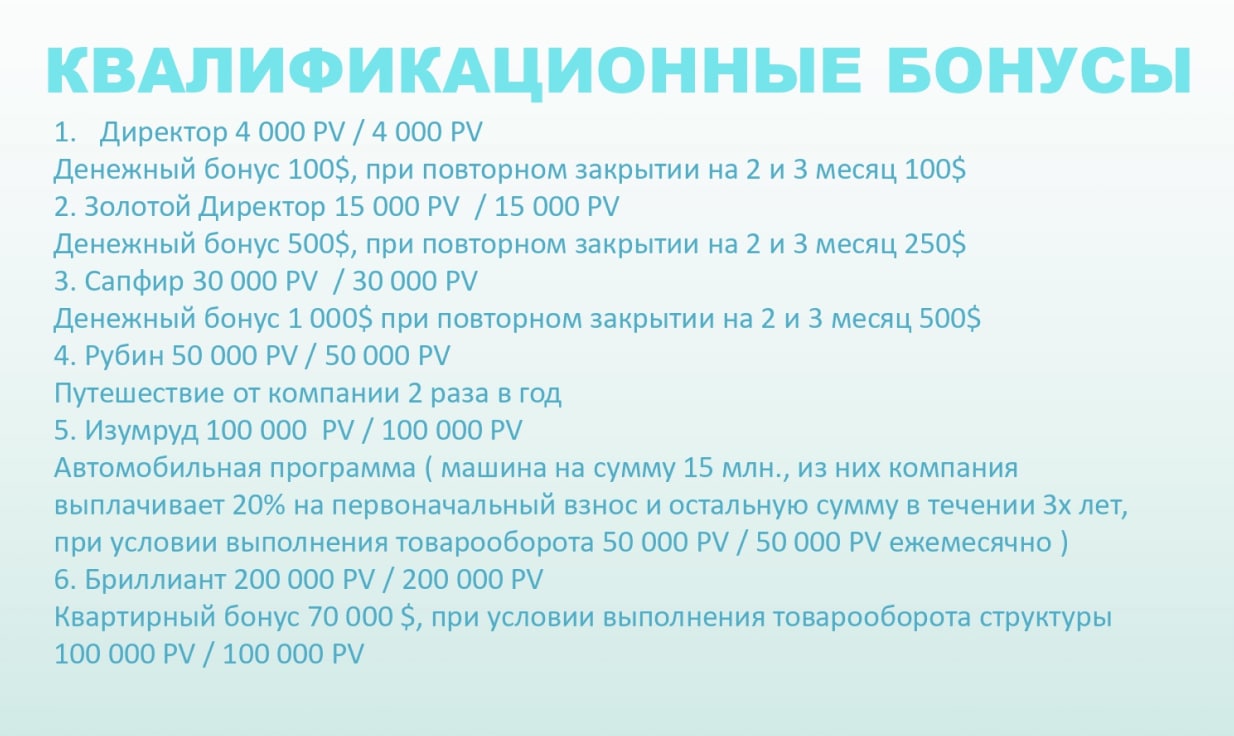 КВАЛИФИКАЦИОННЫЕ БОНУСЫ
1. Директор 4 000 PV / 4 000 PV
Денежный бонус 100$, при повторном закрытии на 2 и 3 месяц 100$
2. Золотой Директор 15 000 PV / 15 000 PV
Денежный бонус 500$, при повторном закрытии на 2 и 3 месяц 250$
3. Сапфир 30 000 PV / 30 000 PV
Денежный бонус 1 000$ при повторном закрытии на 2 и 3 месяц 500$
4. Рубин 50 000 PV / 50 000 PV
Путешествие от компании 2 раза в год
5. Изумруд 100 000 PV / 100 000 PV
Автомобильная программа ( машина на сумму 15 млн., из них компания
выплачивает 20% на первоначальный взнос и остальную сумму в течении 3х лет,
при условии выполнения товарооборота 50 000 PV / 50 000 PV ежемесячно )
6. Бриллиант 200 000 PV / 200 000 PV
Квартирный бонус 70 000 $, при условии выполнения товарооборота структуры
100 000 PV / 100 000 PV